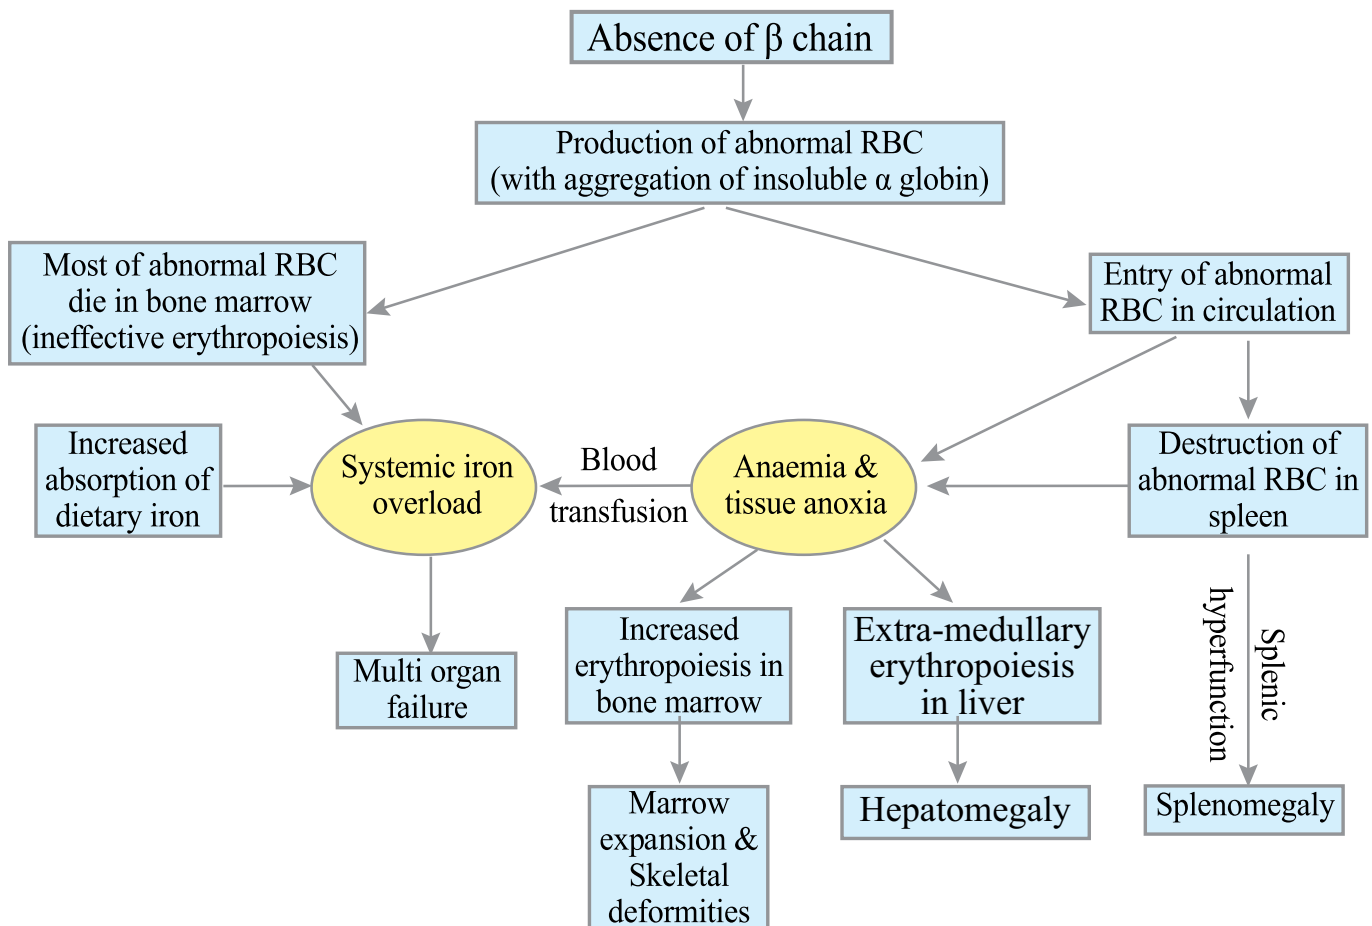 Absence of β chain
Production of abnormal RBC
(with aggregation of insoluble α globin)
Most of abnormal RBC
die in bone marrow
(ineffective erythropoiesis)
Entry of abnormal
RBC in circulation
Increased
absorption of
dietary iron
Systemic iron
overload
Blood
transfusion
Anaemia &
tissue anoxia
Destruction of
abnormal RBC in
spleen
Multi organ
failure
Increased
erythropoiesis in
bone marrow
Extra-medullary
erythropoiesis
in liver
Splenic
hyperfunction
Marrow
expansion &
Skeletal
deformities
Hepatomegaly
Splenomegaly